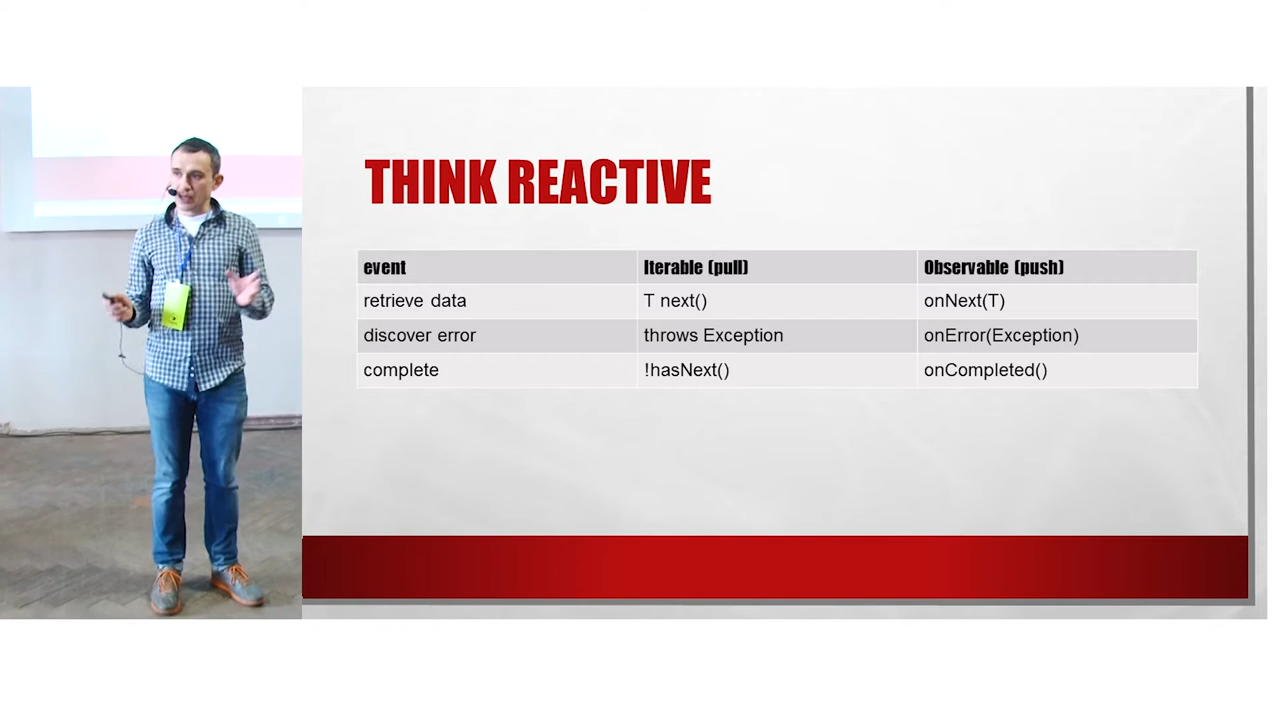 THINK REACTIVE
event Iterable (pull) Observable (push)
retrieve data T next() onNext(T)
discover error throws Exception onError(Exception)
complete !hasNext() onCompleted()